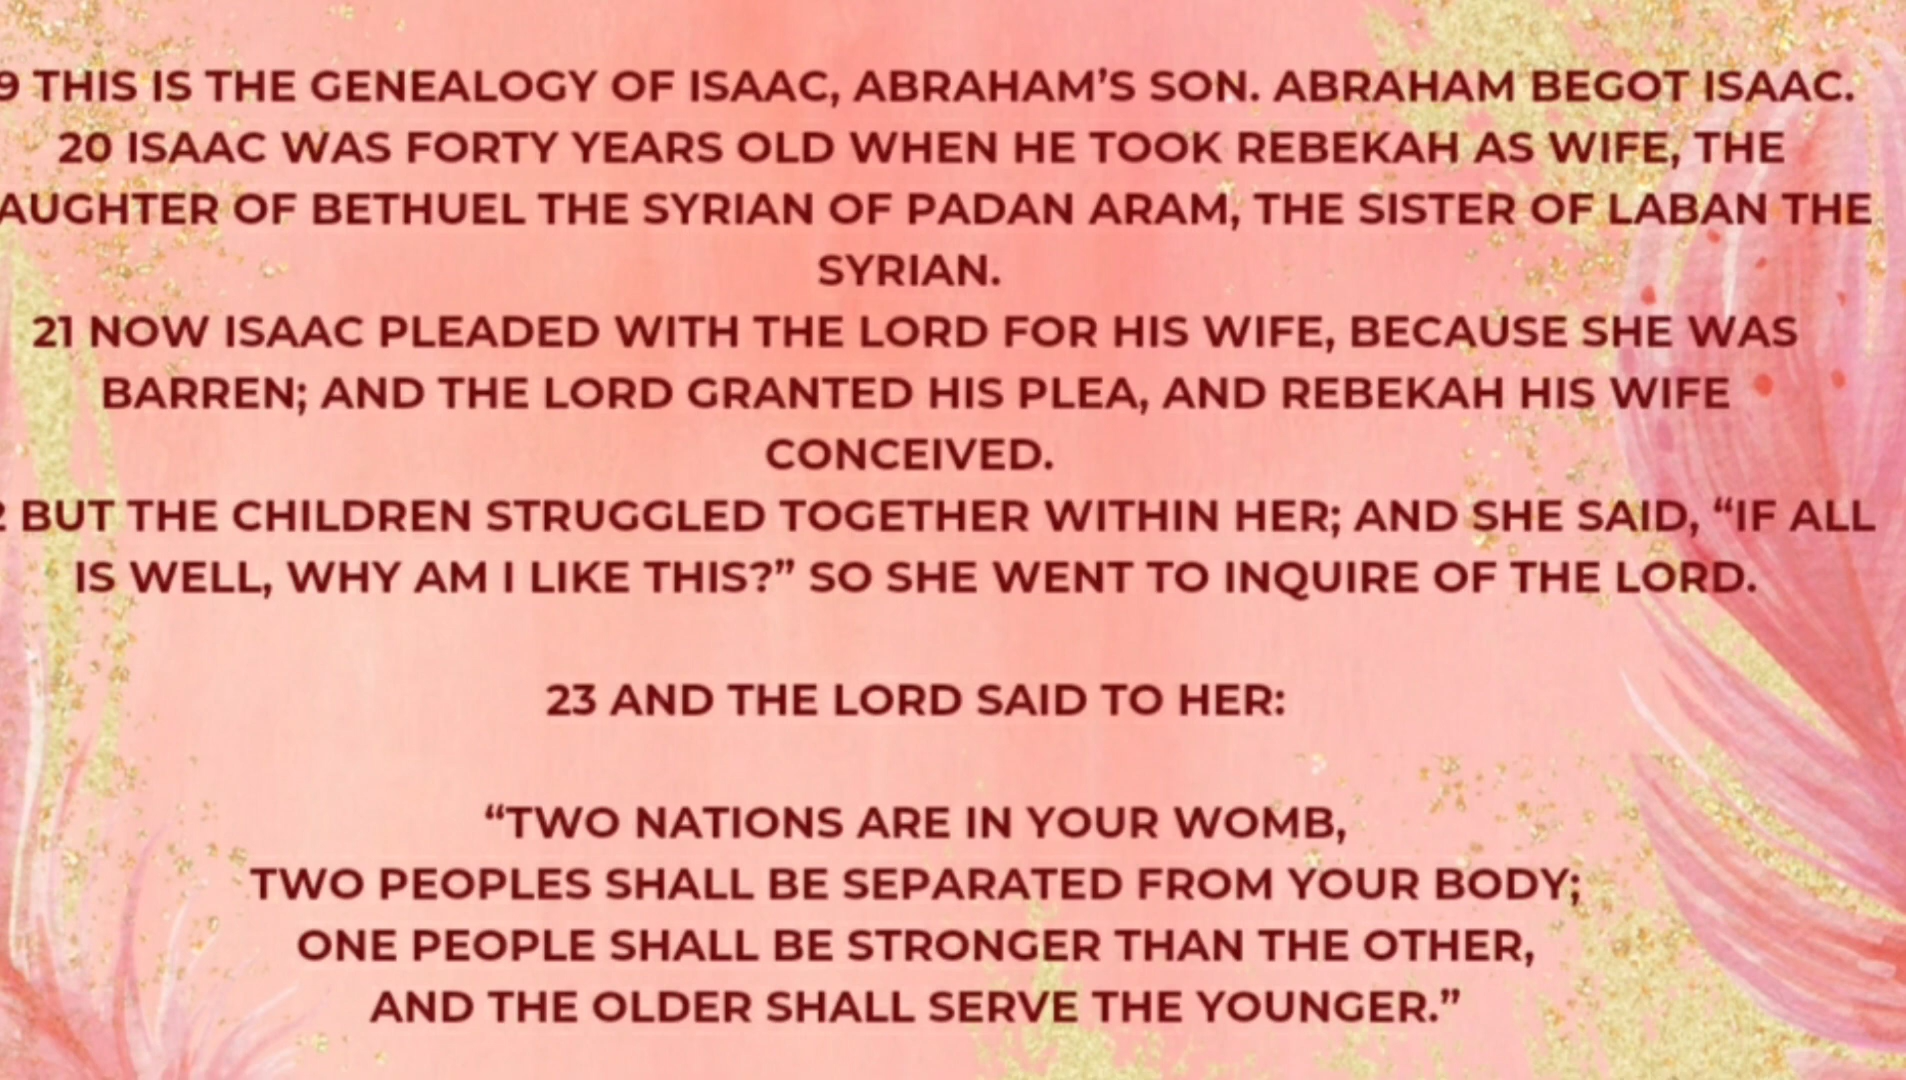 9 THIS IS THE GENEALOGY OF ISAAC, ABRAHAM’S SON. ABRAHAM BEGOT ISAAC.
20 ISAAC WAS FORTY YEARS OLD WHEN HE TOOK REBEKAH AS WIFE, THE
AUGHTER OF BETHUEL THE SYRIAN OF PADAN ARAM, THE SISTER OF LABAN THE
SYRIAN.
21 NOW ISAAC PLEADED WITH THE LORD FOR HIS WIFE, BECAUSE SHE WAS
BARREN; AND THE LORD GRANTED HIS PLEA, AND REBEKAH HIS WIFE
CONCEIVED.
2 BUT THE CHILDREN STRUGGLED TOGETHER WITHIN HER; AND SHE SAID, “IF ALL
IS WELL, WHY AM I LIKE THIS?” SO SHE WENT TO INQUIRE OF THE LORD.
23 AND THE LORD SAID TO HER:
“TWO NATIONS ARE IN YOUR WOMB,
TWO PEOPLES SHALL BE SEPARATED FROM YOUR BODY;
ONE PEOPLE SHALL BE STRONGER THAN THE OTHER,
AND THE OLDER SHALL SERVE THE YOUNGER.”